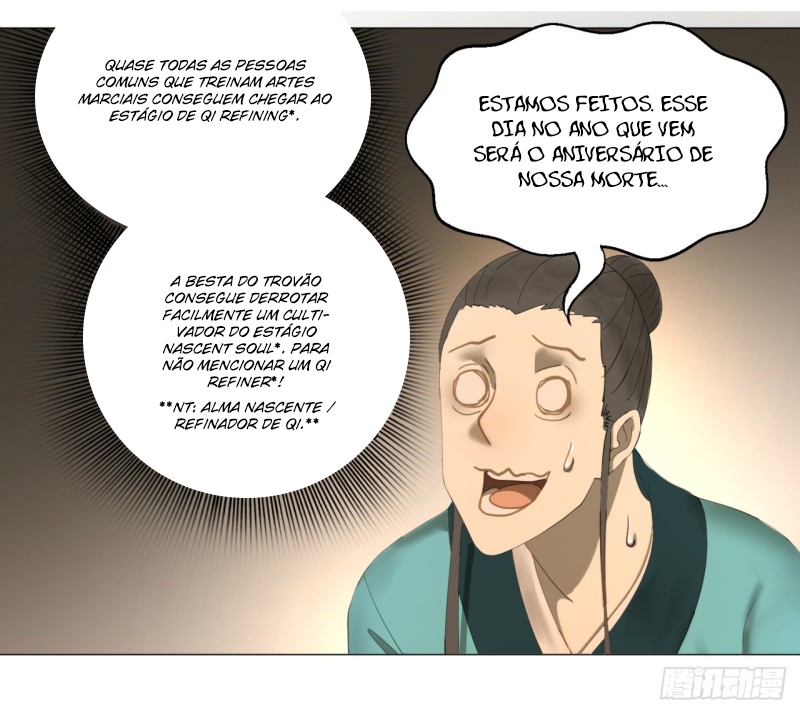 QUASE TODAS AS PESSOAS
COMUNS QUE TREINAM ARTES
MARCIAIS CONSEGUEM CHEGAR AO
ESTÁGIO DE QI REFINING*.
ESTAMOS FEITOS. ESSE
DIA NO ANO QUE VEM
SERÁ O ANIVERSÁRIO DE
NOSSA MORTE...
A BESTA DO TROVÃO
CONSEGUE DERROTAR
FACILMENTE UM CULTI-
VADOR DO ESTÁGIO
NASCENT SOUL*. PARA
NÃO MENCIONAR UM QI
REFINER*!
**NT: ALMA NASCENTE /
REFINADOR DE QI.**
腾讯动漫